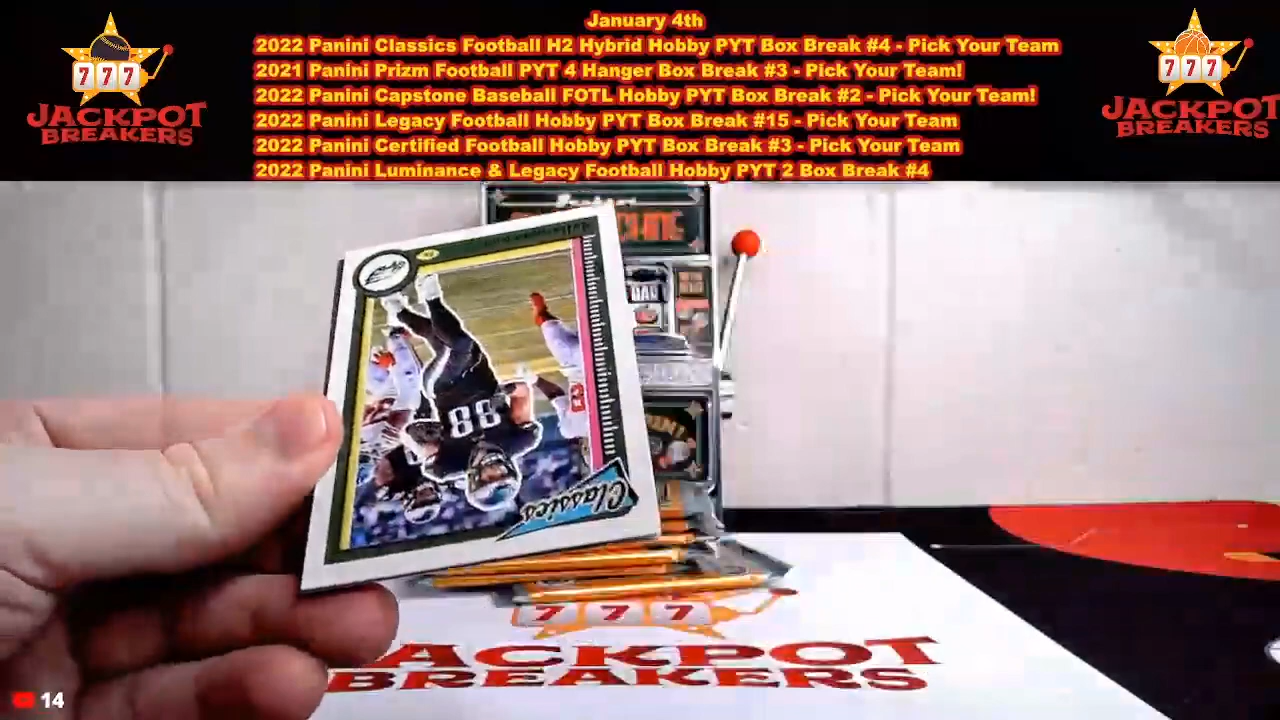 January 4th
2022 Panini Classics Football H2 Hybrid Hobby PYT Box Break #4 - Pick Your Team
2021 Panini Prizm Football PYT 4 Hanger Box Break #3 - Pick Your Team!
2022 Panini Capstone Baseball FOTL Hobby PYT Box Break #2 - Pick Your Team!
2022 Panini Legacy Football Hobby PYT Box Break #15 - Pick Your Team
2022 Panini Certified Football Hobby PYT Box Break #3 - Pick Your Team
2022 Panini Luminance & Legacy Football Hobby PYT 2 Box Break #4
777
JACKPOT
BREAKERS
777
JACKPOT
BREAKERS
88
Classics
777
JACKPOT
BREAKERS
14